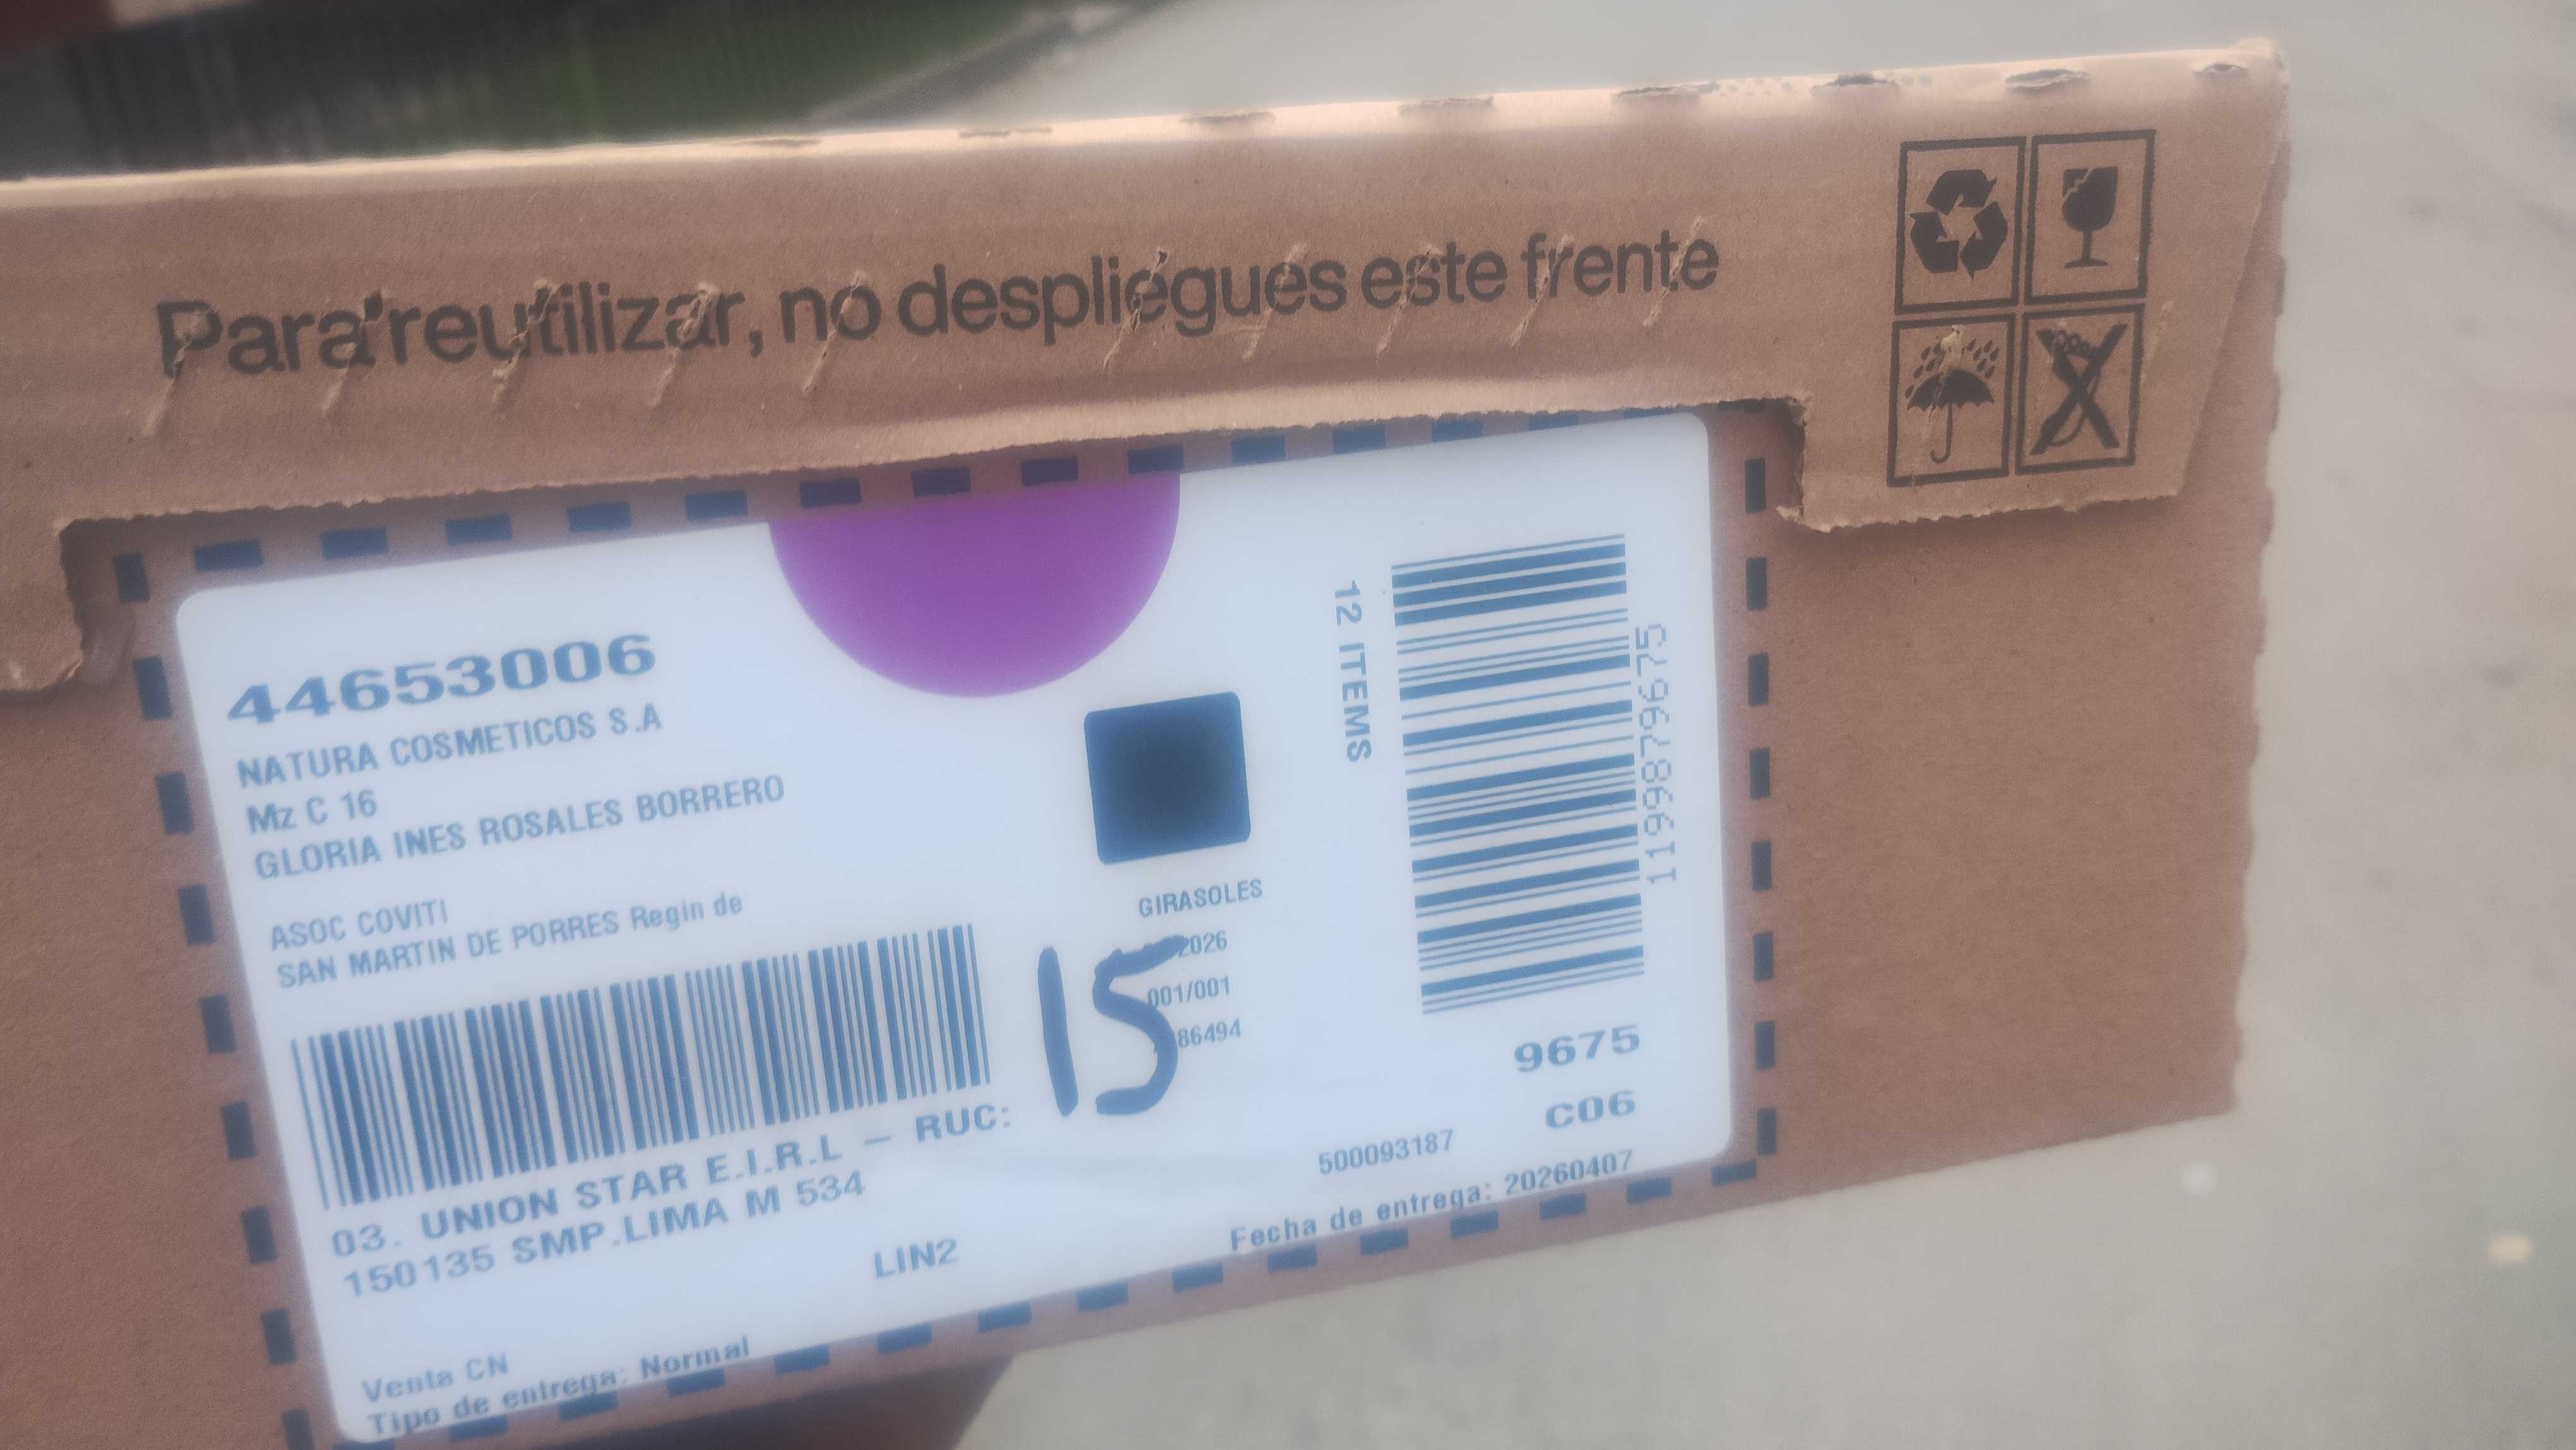 Para reutilizar, no despliegues este frente
44653006
NATURA COSMETICOS S.A
Mz C 16
GLORIA INES ROSALES BORRERO
ASOC COVITI
SAN MARTIN DE PORRES Regin de
03. UNION STAR E.I.R.L - RUC:
150135 SMP.LIMA M 534
LIN2
Venta CN
Tipo de entrega: Normal
GIRASOLES
2026
001/001
86494
15
12 ITEMS
1199879675
9675
C06
500093187
Fecha de entrega: 20260407